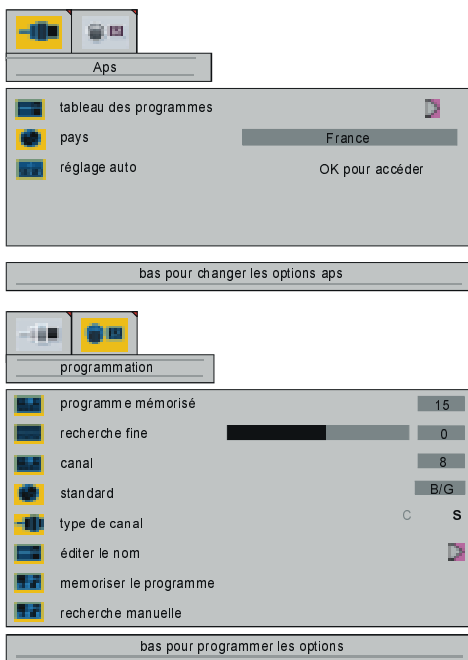 Aps
tableau des programmes
pays France
réglage auto OK pour accéder
bas pour changer les options aps
programmation
programme mémorisé 15
recherche fine 0
canal 8
standard B/G
type de canal C S
éditer le nom
memoriser le programme
recherche manuelle
bas pour programmer les options